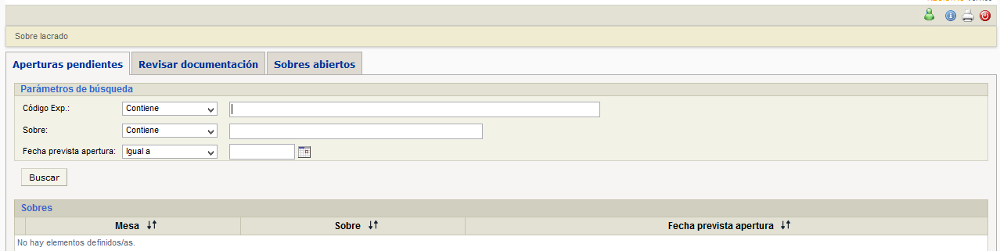 Sobre lacrado
Aperturas pendientes Revisar documentación Sobres abiertos
Parámetros de búsqueda
Código Exp.: Contiene
Sobre: Contiene
Fecha prevista apertura: Igual a
Buscar
Sobres
Mesa Sobre Fecha prevista apertura
No hay elementos definidos/as.